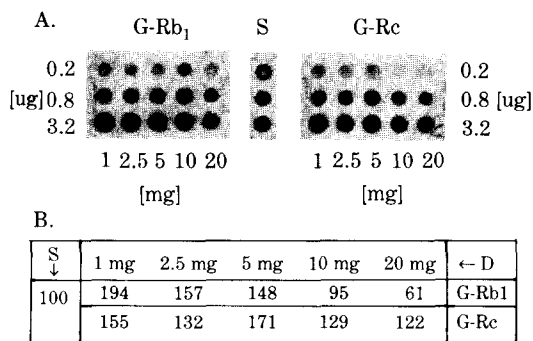 A.
G-Rb₁ S G-Rc
0.2 0.2
[ug] 0.8 0.8 [ug]
3.2 3.2
1 2.5 5 10 20 1 2.5 5 10 20
[mg] [mg]
B.
S ↓ 1 mg 2.5 mg 5 mg 10 mg 20 mg ← D
100 194 157 148 95 61 G-Rb1
155 132 171 129 122 G-Rc